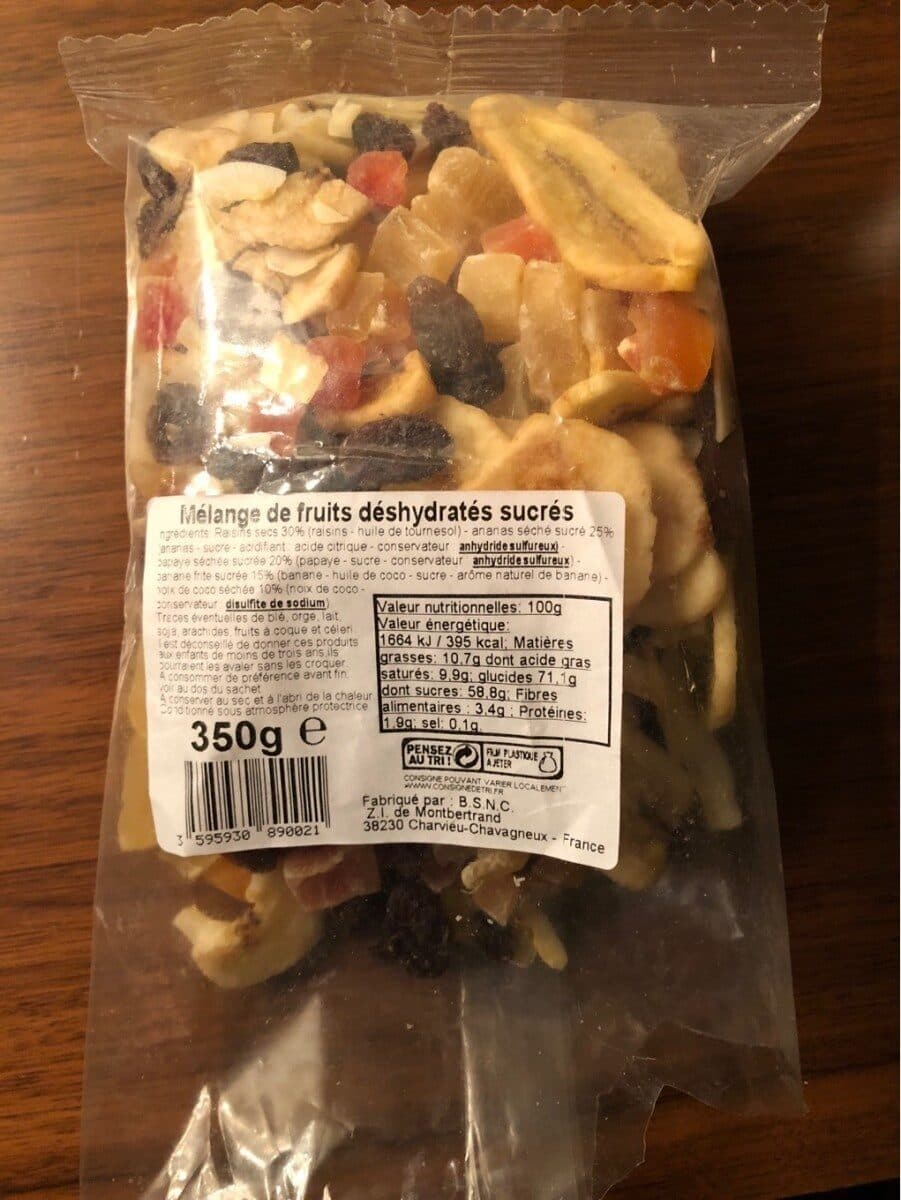 Mélange de fruits déshydratés sucrés
ngrédients: Raisins secs 30% (raisins - huile de tournesol) - ananas séché sucré 25%
ananas - sucre - acidifiant: acide citrique - conservateur anhydride sulfureux) -
papaye séchée sucrée 20% (papaye - sucre - conservateur anhydride sulfureux) -
banane frite sucrée 15% (banane - huile de coco - sucre - arôme naturel de banane) -
noix de coco séchée 10% (noix de coco -
conservateur disulfite de sodium)
Traces éventuelles de blé, orge, lait,
soja, arachides, fruits à coque et céleri.
Il est déconseillé de donner ces produits
aux enfants de moins de trois ans, ils
pourraient les avaler sans les croquer.
A consommer de préférence avant fin:
voir au dos du sachet
A conserver au sec et à l'abri de la chaleur
Conditionné sous atmosphère protectrice
Valeur nutritionnelles: 100g
Valeur énergétique:
1664 kJ / 395 kcal; Matières
grasses: 10,7g dont acide gras
saturés: 9,9g; glucides 71,1g
dont sucres: 58,8g; Fibres
alimentaires : 3,4g ; Protéines:
1,9g; sel: 0,1g.
350g e
PENSEZ
AU TRI !
FILM PLASTIQUE
A JETER
CONSIGNE POUVANT VARIER LOCALEMENT
WWW.CONSIGNEDETRI.FR
Fabriqué par : B.S.N.C.
Z.I. de Montbertrand
38230 Charvieu-Chavagneux - France
3 595930 890021